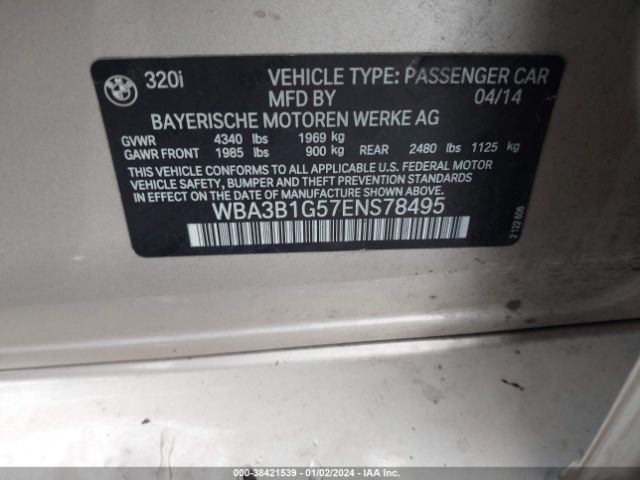 320i VEHICLE TYPE: PASSENGER CAR
MFD BY 04/14
BAYERISCHE MOTOREN WERKE AG
GVWR 4340 lbs 1969 kg
GAWR FRONT 1985 lbs 900 kg REAR 2480 lbs 1125 kg
THIS VEHICLE CONFORMS TO ALL APPLICABLE U.S. FEDERAL MOTOR
VEHICLE SAFETY, BUMPER, AND THEFT PREVENTION STANDARDS
IN EFFECT ON THE DATE OF MANUFACTURE SHOWN ABOVE.
WBA3B1G57ENS78495
2 122 606
© - 38421539 - 01/02/2024 - IAA Inc.